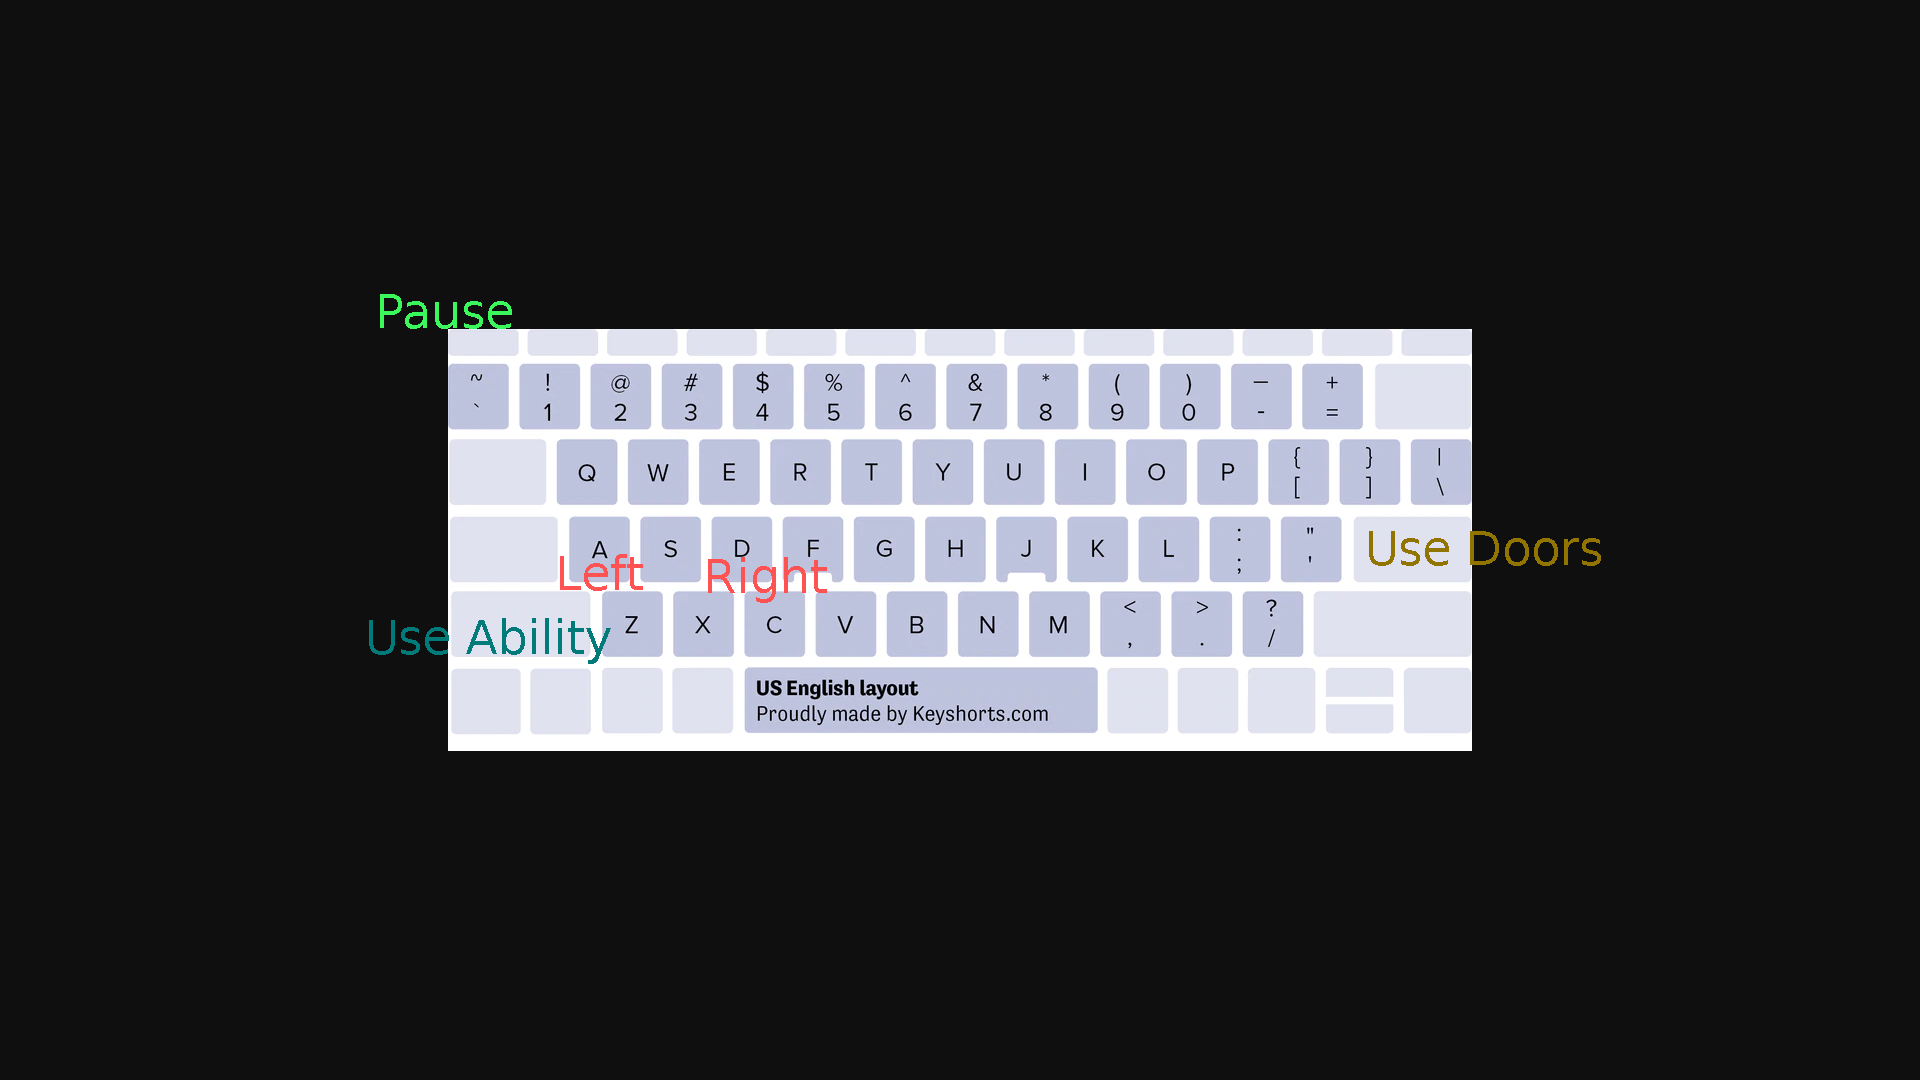 Pause
~ ! @ # $ % ^ & * ( ) — +
` 1 2 3 4 5 6 7 8 9 0 - =
Q W E R T Y U I O P { } |
[ ] \
A S D F G H J K L : "
; '
Left Right Use Doors
Z X C V B N M < > ?
, . /
Use Ability
US English layout
Proudly made by Keyshorts.com